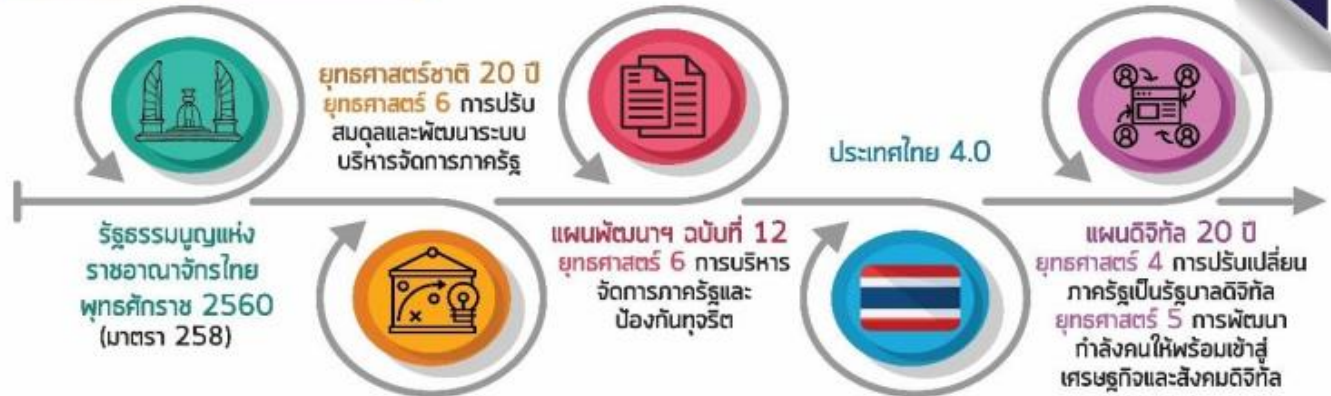 รัฐธรรมนูญแห่ง
ราชอาณาจักรไทย
พุทธศักราช 2560
(มาตรา 258)
ยุทธศาสตร์ชาติ 20 ปี
ยุทธศาสตร์ 6 การปรับ
สมดุลและพัฒนาระบบ
บริหารจัดการภาครัฐ
แผนพัฒนาฯ ฉบับที่ 12
ยุทธศาสตร์ 6 การบริหาร
จัดการภาครัฐและ
ป้องกันทุจริต
ประเทศไทย 4.0
แผนดิจิทัล 20 ปี
ยุทธศาสตร์ 4 การปรับเปลี่ยน
ภาครัฐเป็นรัฐบาลดิจิทัล
ยุทธศาสตร์ 5 การพัฒนา
กำลังคนให้พร้อมเข้าสู่
เศรษฐกิจและสังคมดิจิทัล